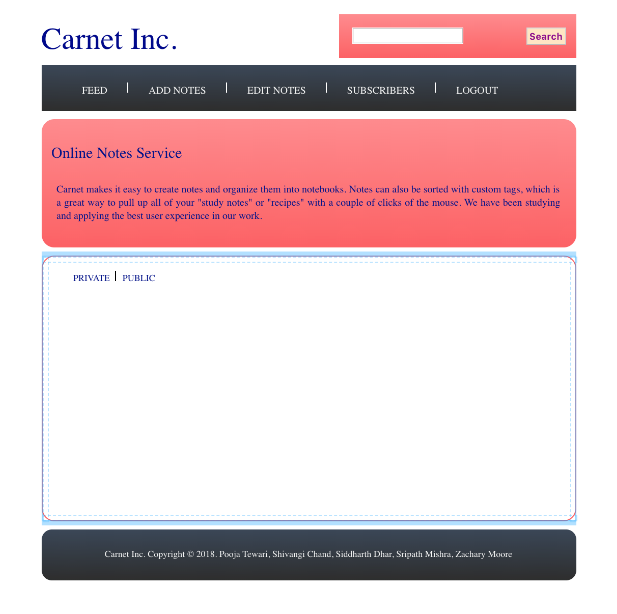 Carnet Inc.
Search
FEED | ADD NOTES | EDIT NOTES | SUBSCRIBERS | LOGOUT
Online Notes Service
Carnet makes it easy to create notes and organize them into notebooks. Notes can also be sorted with custom tags, which is
a great way to pull up all of your "study notes" or "recipes" with a couple of clicks of the mouse. We have been studying
and applying the best user experience in our work.
PRIVATE | PUBLIC
Carnet Inc. Copyright © 2018. Pooja Tewari, Shivangi Chand, Siddharth Dhar, Sripath Mishra, Zachary Moore